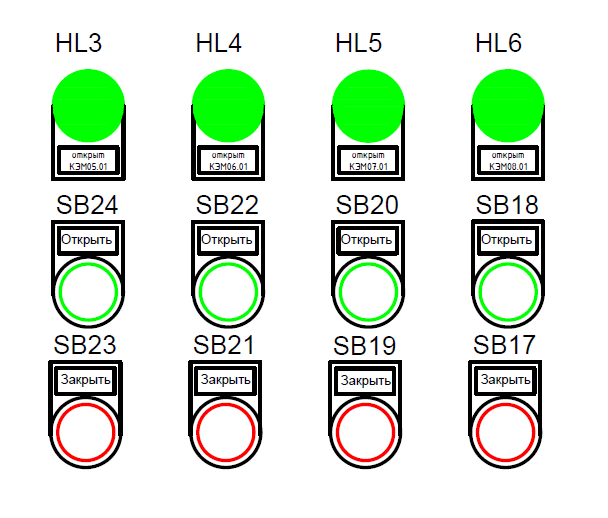 HL3 HL4 HL5 HL6
открыт открыт открыт открыт
КЭМ05.01 КЭМ06.01 КЭМ07.01 КЭМ08.01
SB24 SB22 SB20 SB18
Открыть Открыть Открыть Открыть
SB23 SB21 SB19 SB17
Закрыть Закрыть Закрыть Закрыть